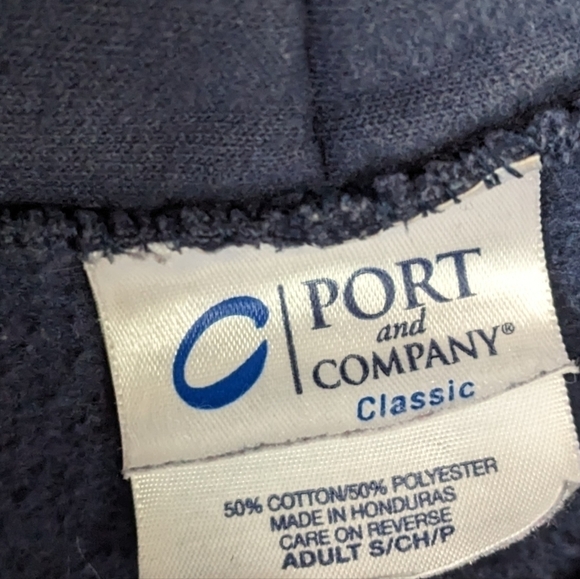 PORT
and
COMPANY®
Classic
50% COTTON/50% POLYESTER
MADE IN HONDURAS
CARE ON REVERSE
ADULT S/CH/P